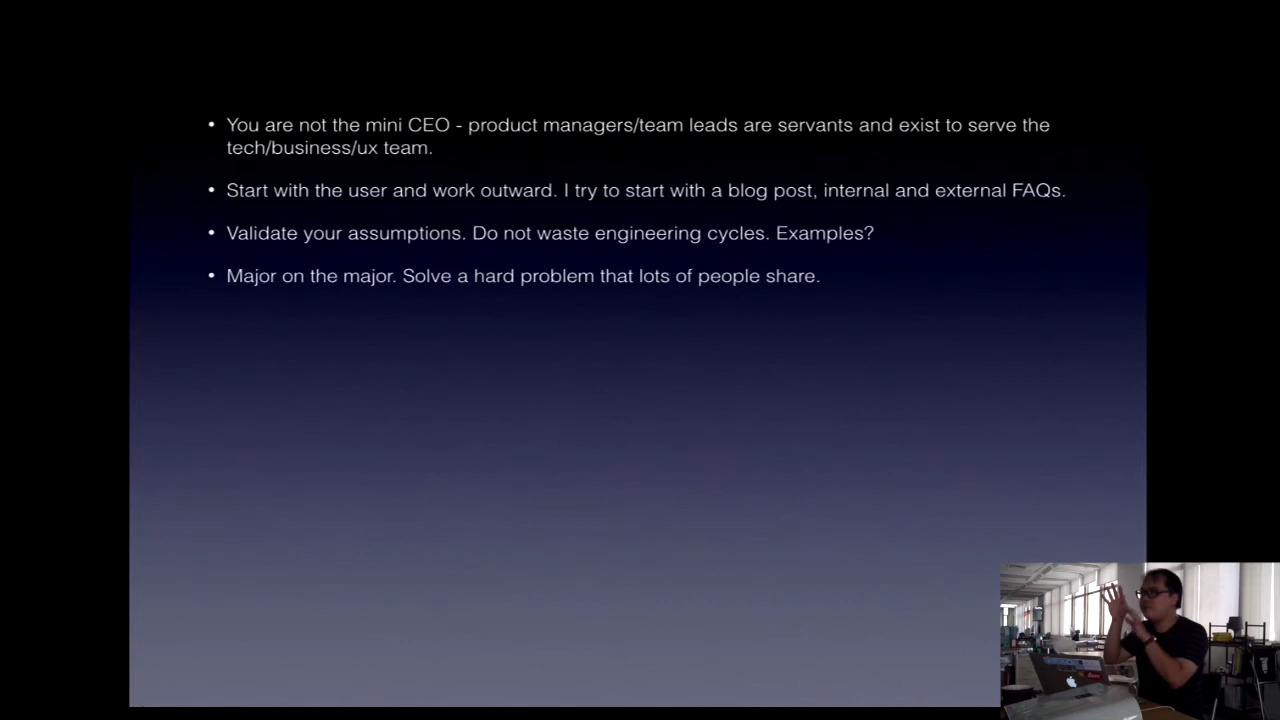 • You are not the mini CEO - product managers/team leads are servants and exist to serve the
tech/business/ux team.
• Start with the user and work outward. I try to start with a blog post, internal and external FAQs.
• Validate your assumptions. Do not waste engineering cycles. Examples?
• Major on the major. Solve a hard problem that lots of people share.